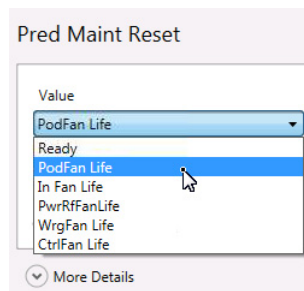 Pred Maint Reset
Value
PodFan Life
Ready
PodFan Life
In Fan Life
PwrRfFanLife
WrgFan Life
CtrlFan Life
More Details